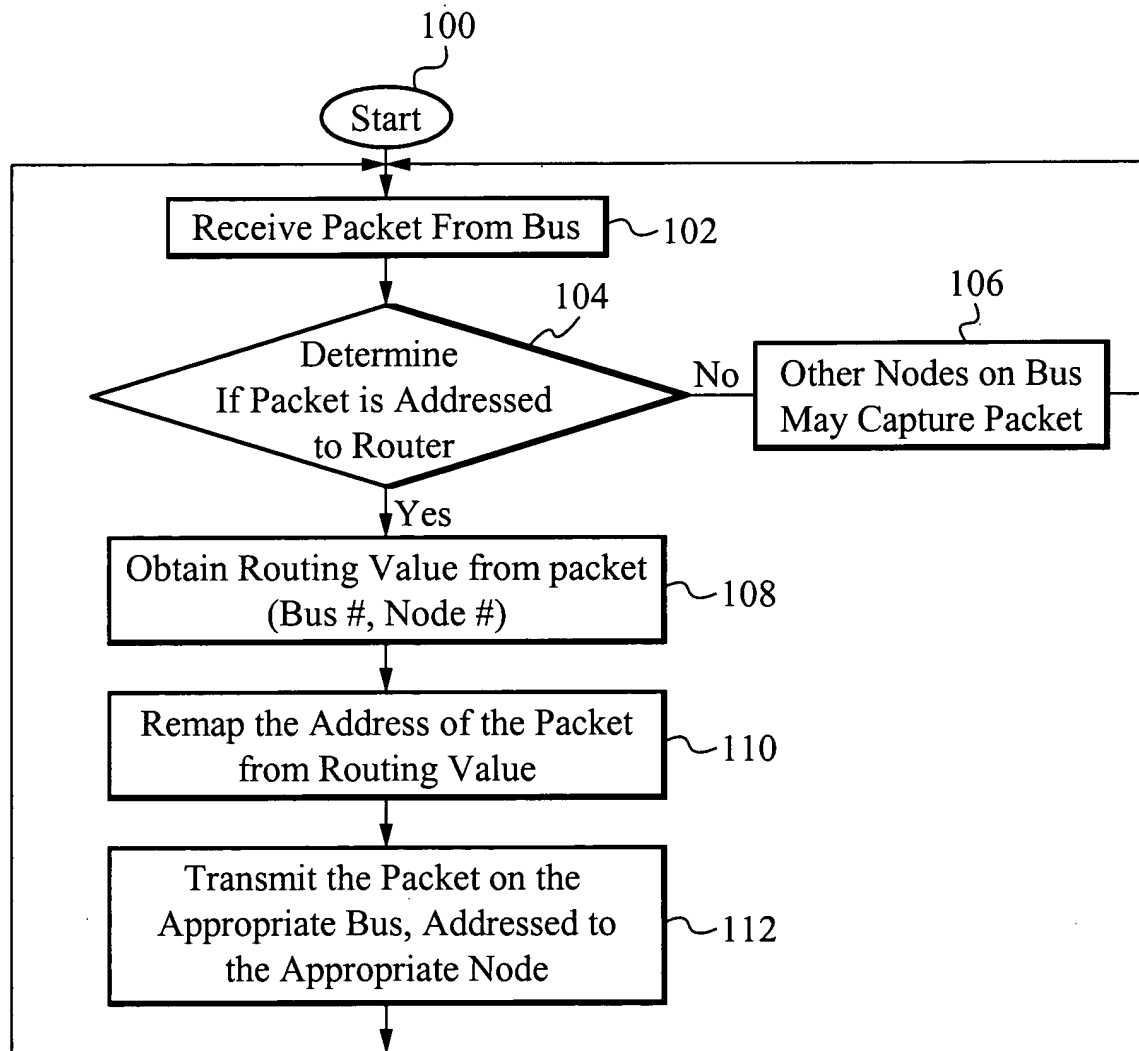 100
Start
Receive Packet From Bus
102
104
Determine
If Packet is Addressed
to Router
No
106
Other Nodes on Bus
May Capture Packet
Yes
Obtain Routing Value from packet
(Bus #, Node #)
108
Remap the Address of the Packet
from Routing Value
110
Transmit the Packet on the
Appropriate Bus, Addressed to
the Appropriate Node
112